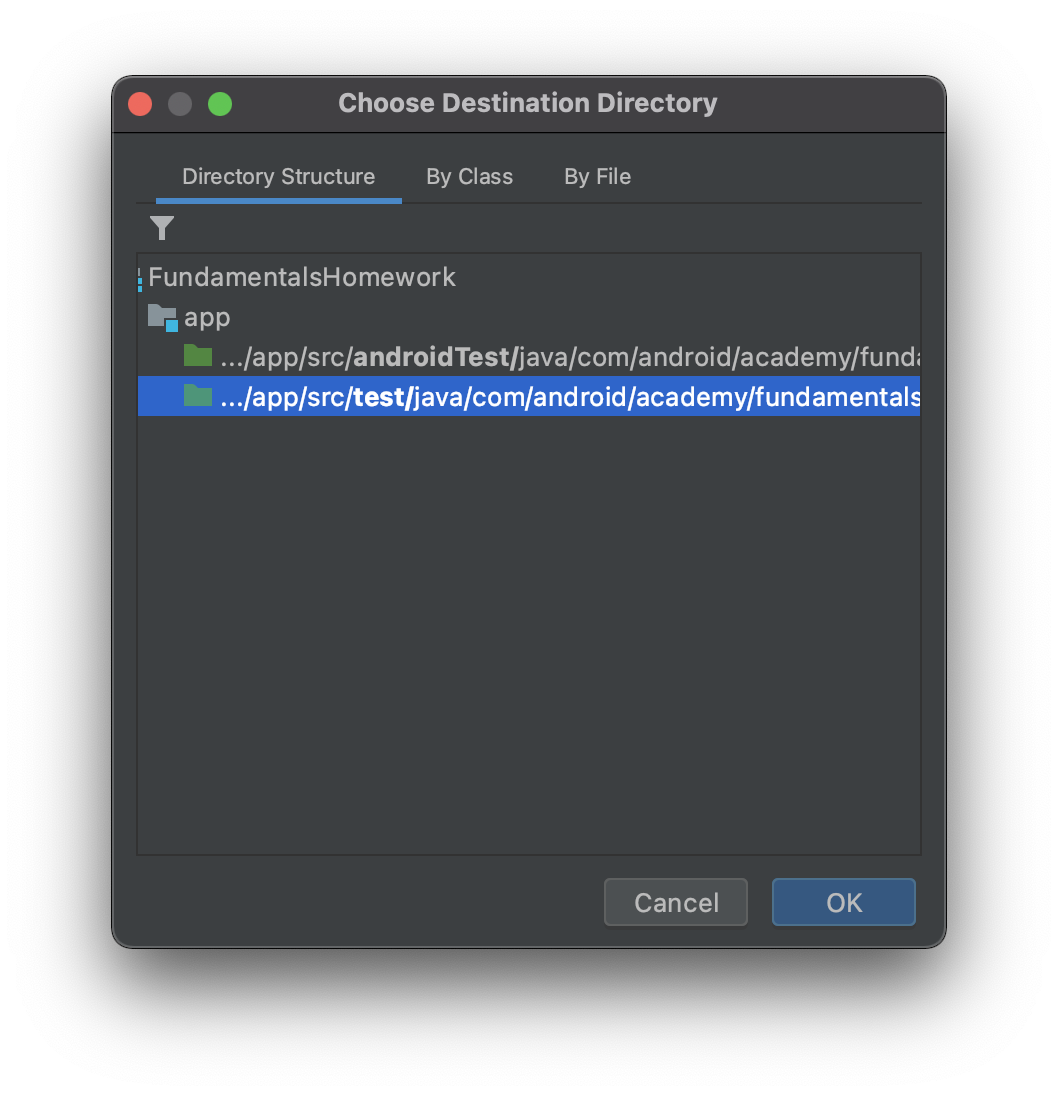 Choose Destination Directory
Directory Structure By Class By File
FundamentalsHomework
app
.../app/src/androidTest/java/com/android/academy/funda
.../app/src/test/java/com/android/academy/fundamentals
Cancel OK